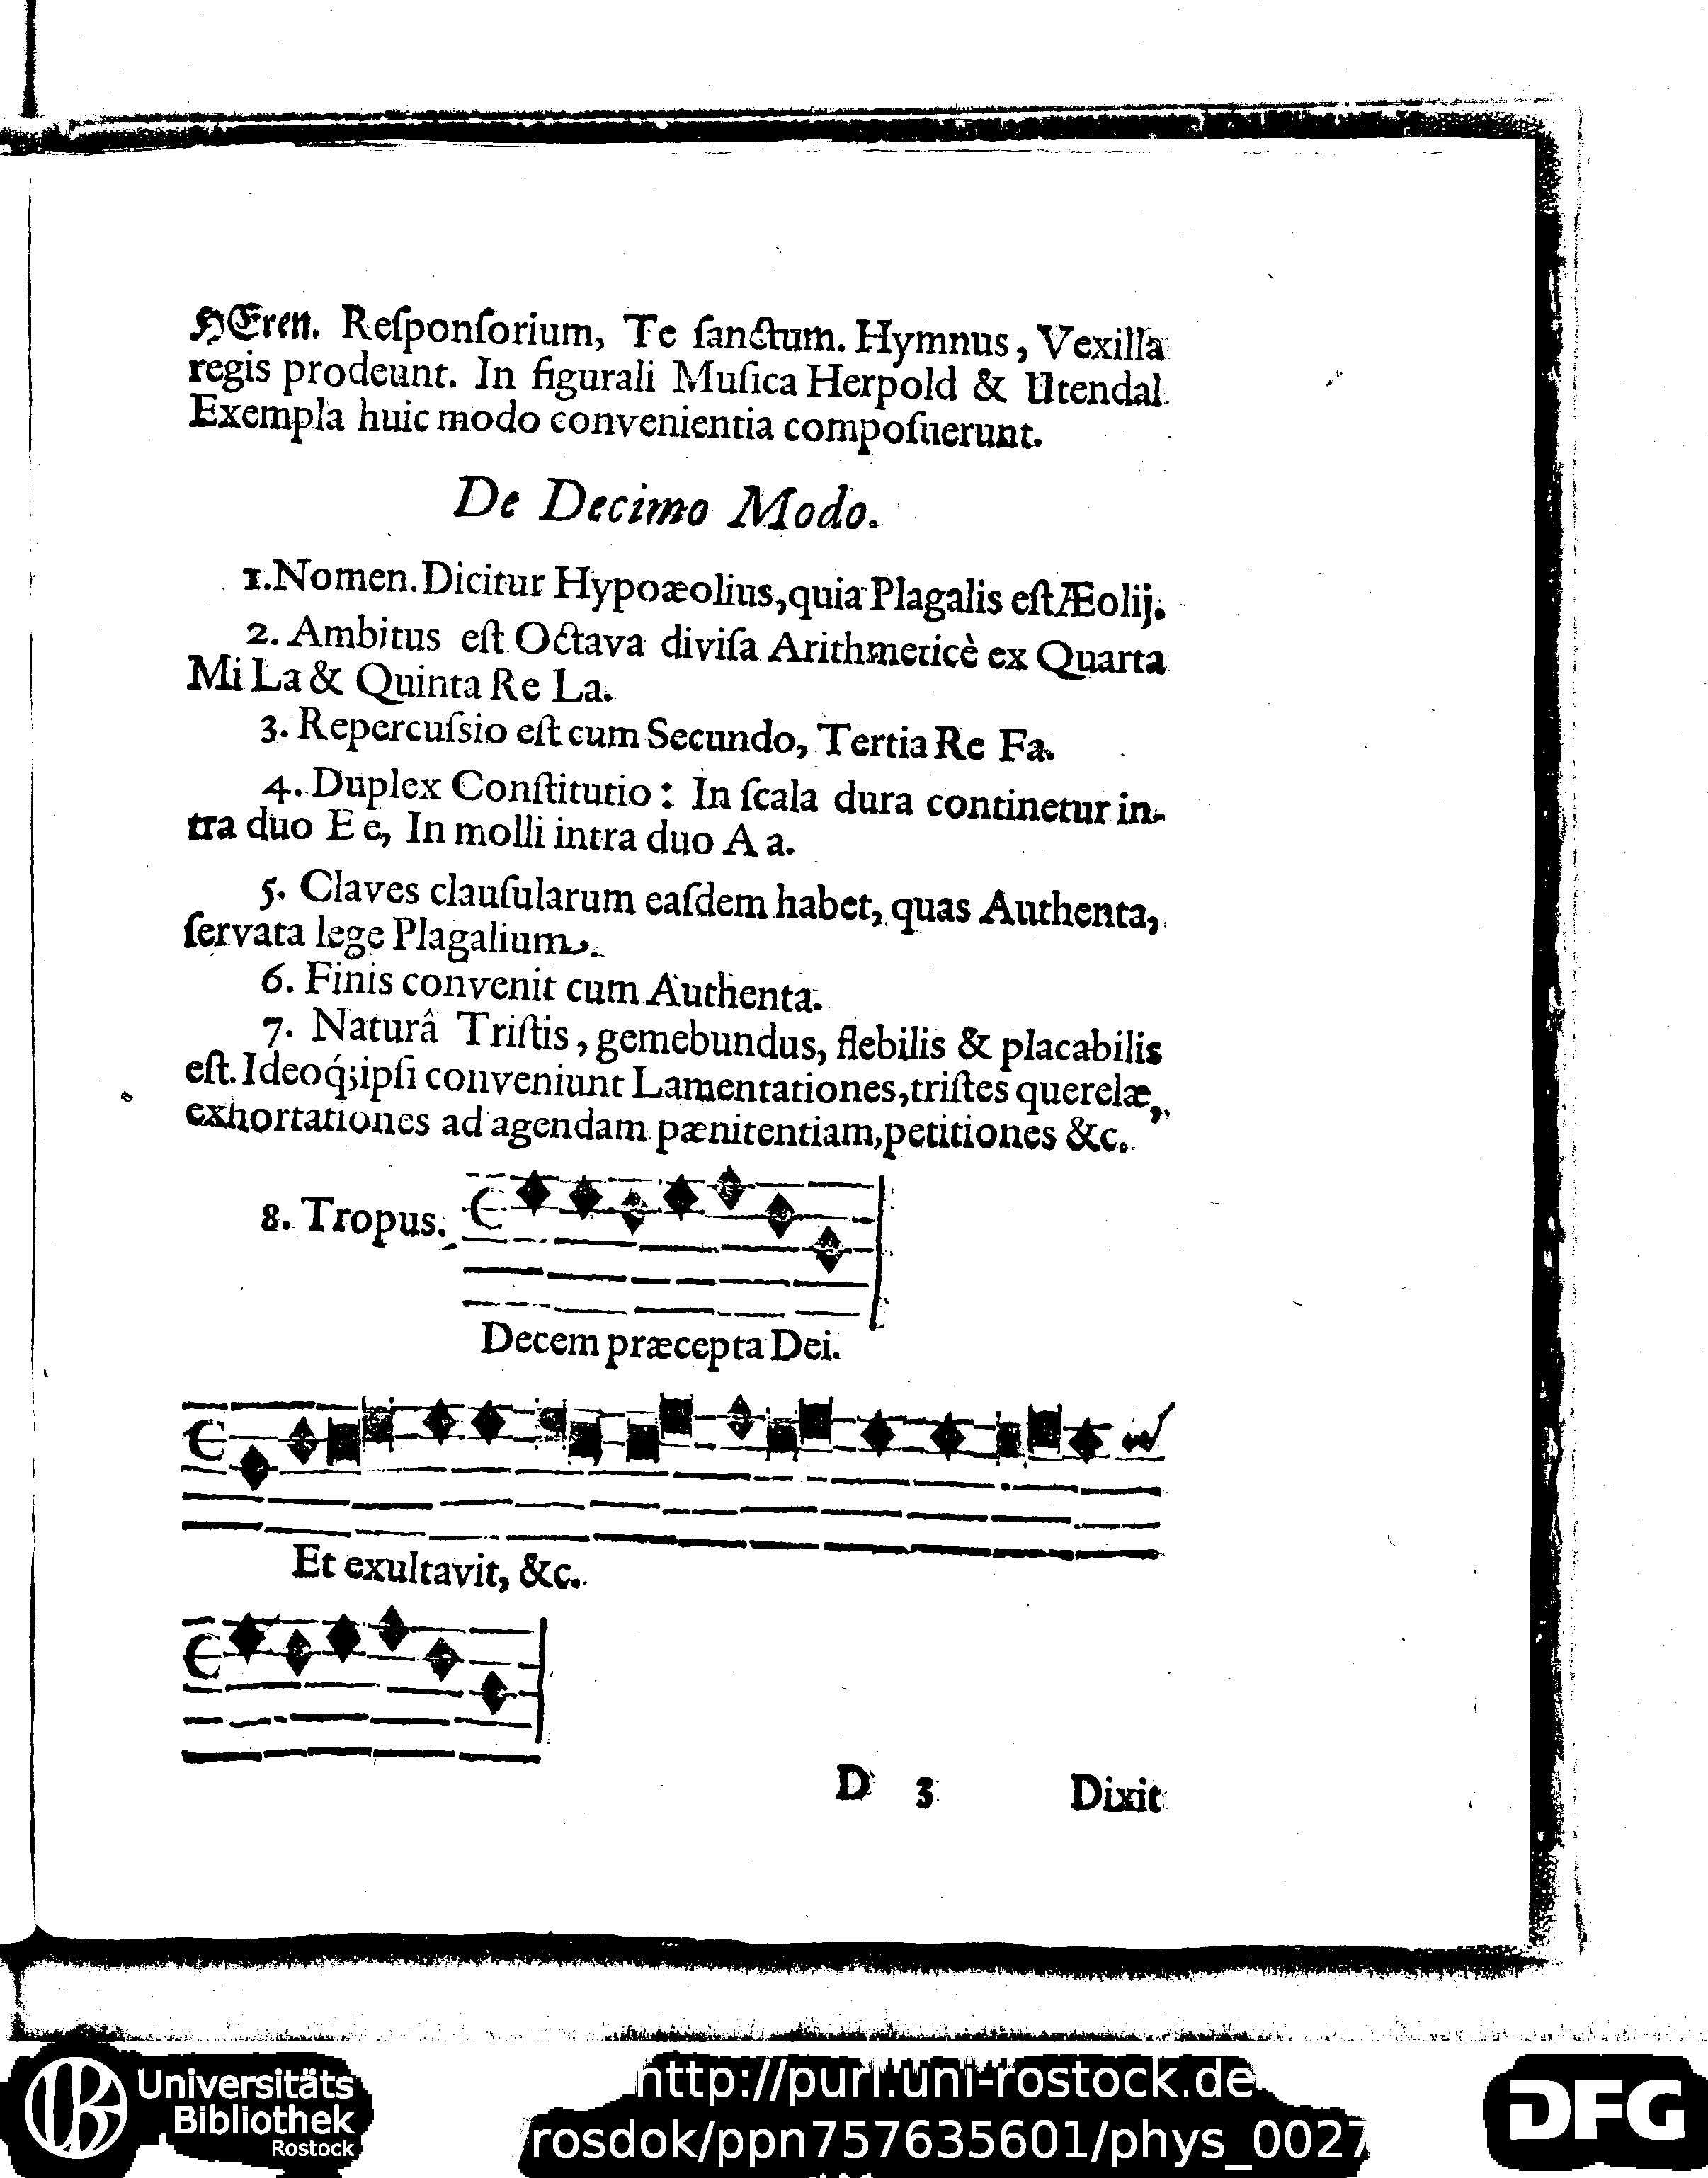 HEren. Reſponſorium, Te ſanctum. Hymnus, Vexilla
regis prodeunt. In figurali Muſica Herpold & Utendal
Exempla huic modo convenientia compoſuerunt.
De Decimo Modo.
1. Nomen. Dicitur Hypoæolius, quia Plagalis eſt Æolij.
2. Ambitus eſt Octava diviſa Arithmeticè ex Quarta
Mi La & Quinta Re La.
3. Repercuſsio eſt cum Secundo, Tertia Re Fa.
4. Duplex Conſtitutio: In ſcala dura continetur in-
tra duo E e, In molli intra duo A a.
5. Claves clauſularum eaſdem habet, quas Authenta,
ſervata lege Plagalium.
6. Finis convenit cum Authenta.
7. Naturâ Triſtis, gemebundus, flebilis & placabilis
eſt. Ideoq́; ipſi conveniunt Lamentationes, triſtes querelæ,
exhortationes ad agendam pænitentiam, petitiones &c.
8. Tropus.
Decem præcepta Dei.
Et exultavit, &c.
D 3 Dixit
Universitäts
Bibliothek
Rostock
http://purl.uni-rostock.de
/rosdok/ppn757635601/phys_0027
DFG